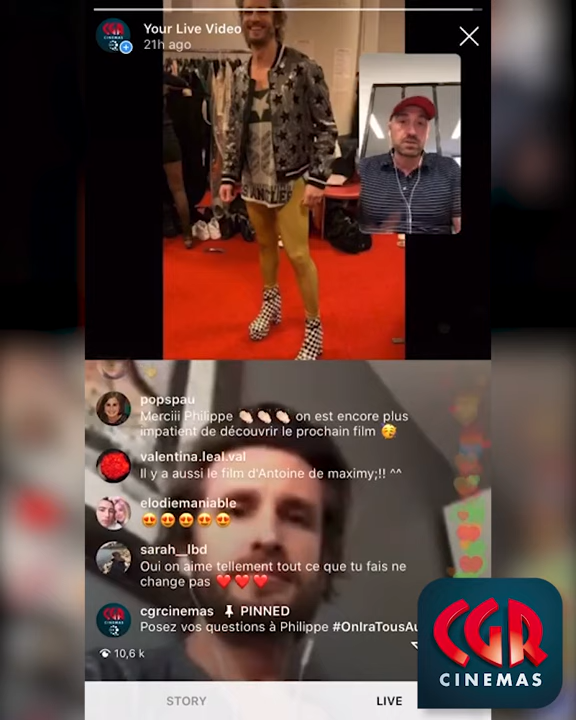 Your Live Video
21h ago
popspau
Merciii Philippe 👏🏻👏🏻👏🏻 on est encore plus
impatient de découvrir le prochain film 🥳
valentina.leal.val
Il y a aussi le film d'Antoine de maximy;!! ^^
elodiemaniable
😍😍😍😍😍
sarah__lbd
Oui on aime tellement tout ce que tu fais ne
change pas ❤️❤️❤️
cgrcinemas 📌 PINNED
Posez vos questions à Philippe #OnIraTousAu
10,6 k
STORY LIVE
CGR
CINEMAS